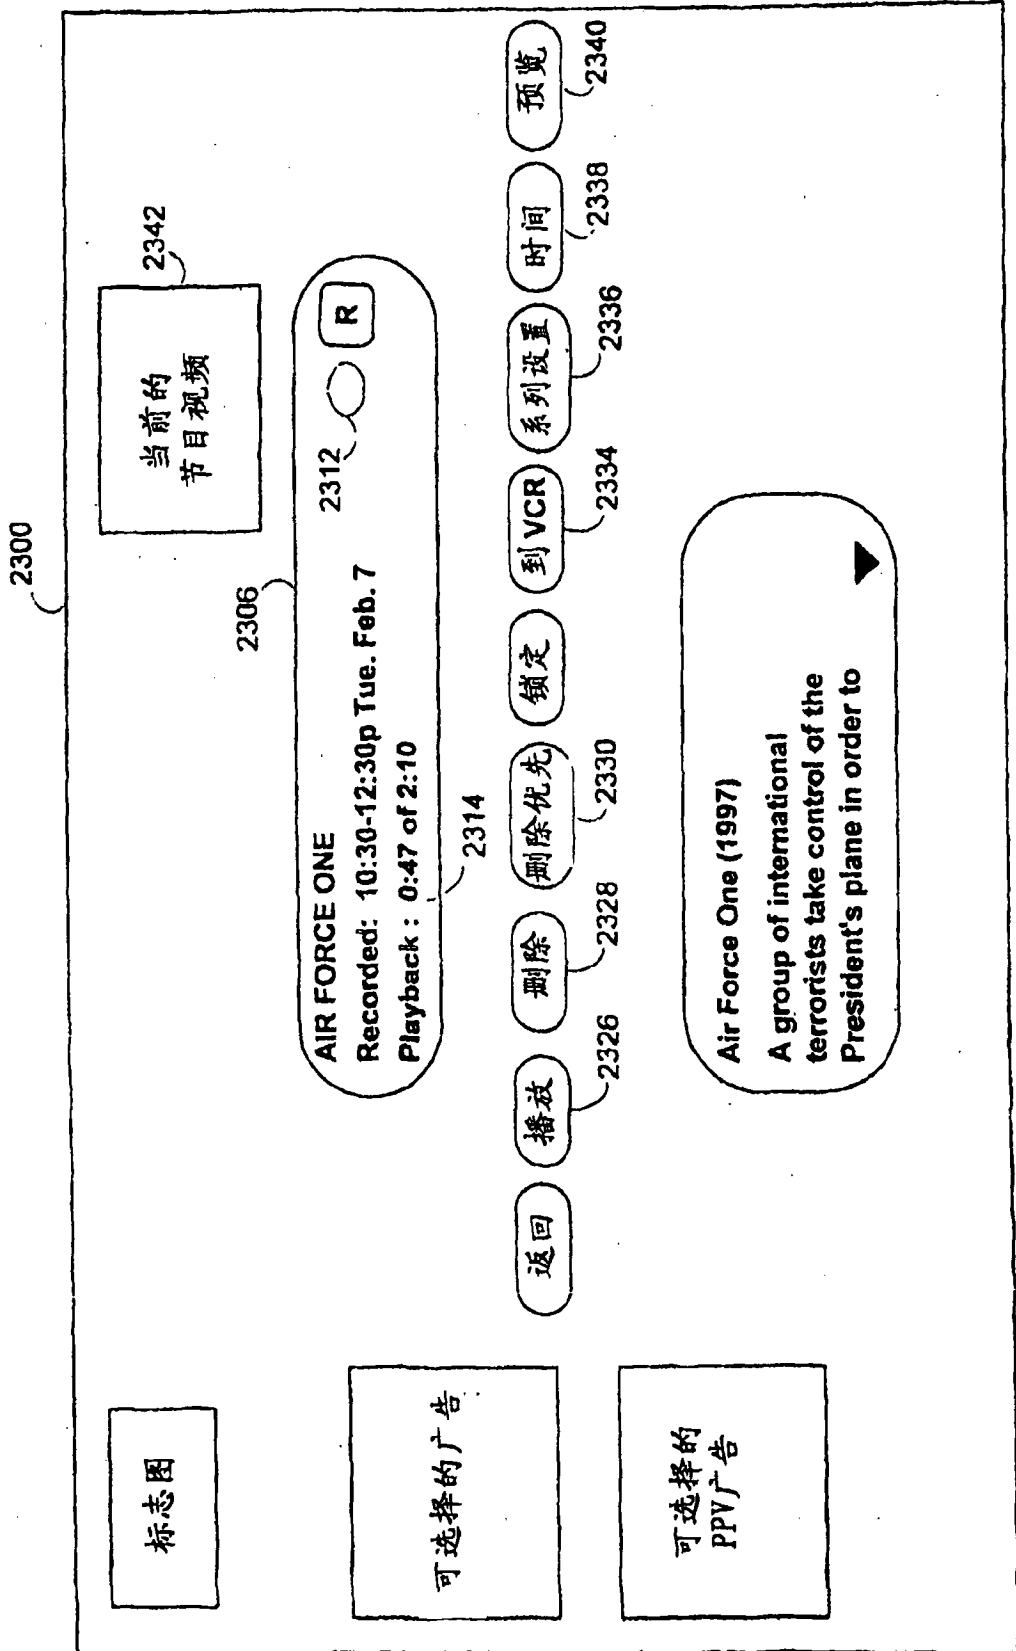 2300
标志图
当前的
节目视频
2342
2306
AIR FORCE ONE
2312
R
Recorded: 10:30-12:30p Tue. Feb. 7
Playback: 0:47 of 2:10
2314
可选择的广告
返回
播放
删除
删除优先
锁定
到VCR
系列设置
时间
预览
2326
2328
2330
2334
2336
2338
2340
可选择的
PPV广告
Air Force One (1997)
A group of international
terrorists take control of the
President's plane in order to